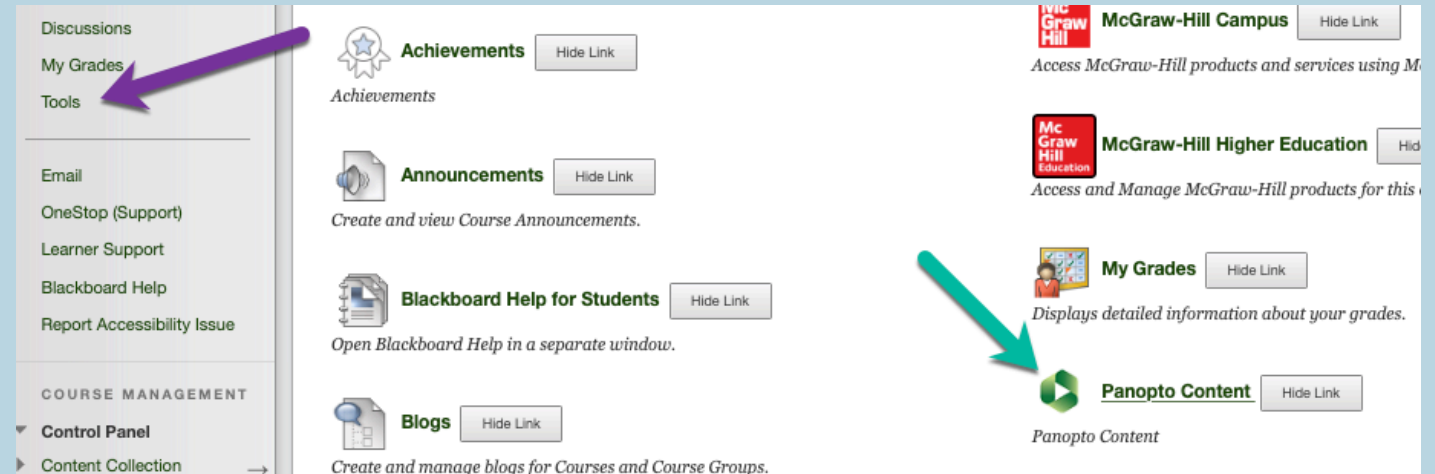 Discussions
My Grades
Tools
Email
OneStop (Support)
Learner Support
Blackboard Help
Report Accessibility Issue
COURSE MANAGEMENT
Control Panel
Content Collection
Achievements Hide Link
Achievements
Announcements Hide Link
Create and view Course Announcements.
Blackboard Help for Students Hide Link
Open Blackboard Help in a separate window.
Blogs Hide Link
Create and manage blogs for Courses and Course Groups.
Mc
Graw
Hill
McGraw-Hill Campus Hide Link
Access McGraw-Hill products and services using
Mc
Graw
Hill
Education
McGraw-Hill Higher Education
Access and Manage McGraw-Hill products for this
My Grades Hide Link
Displays detailed information about your grades.
Panopto Content Hide Link
Panopto Content